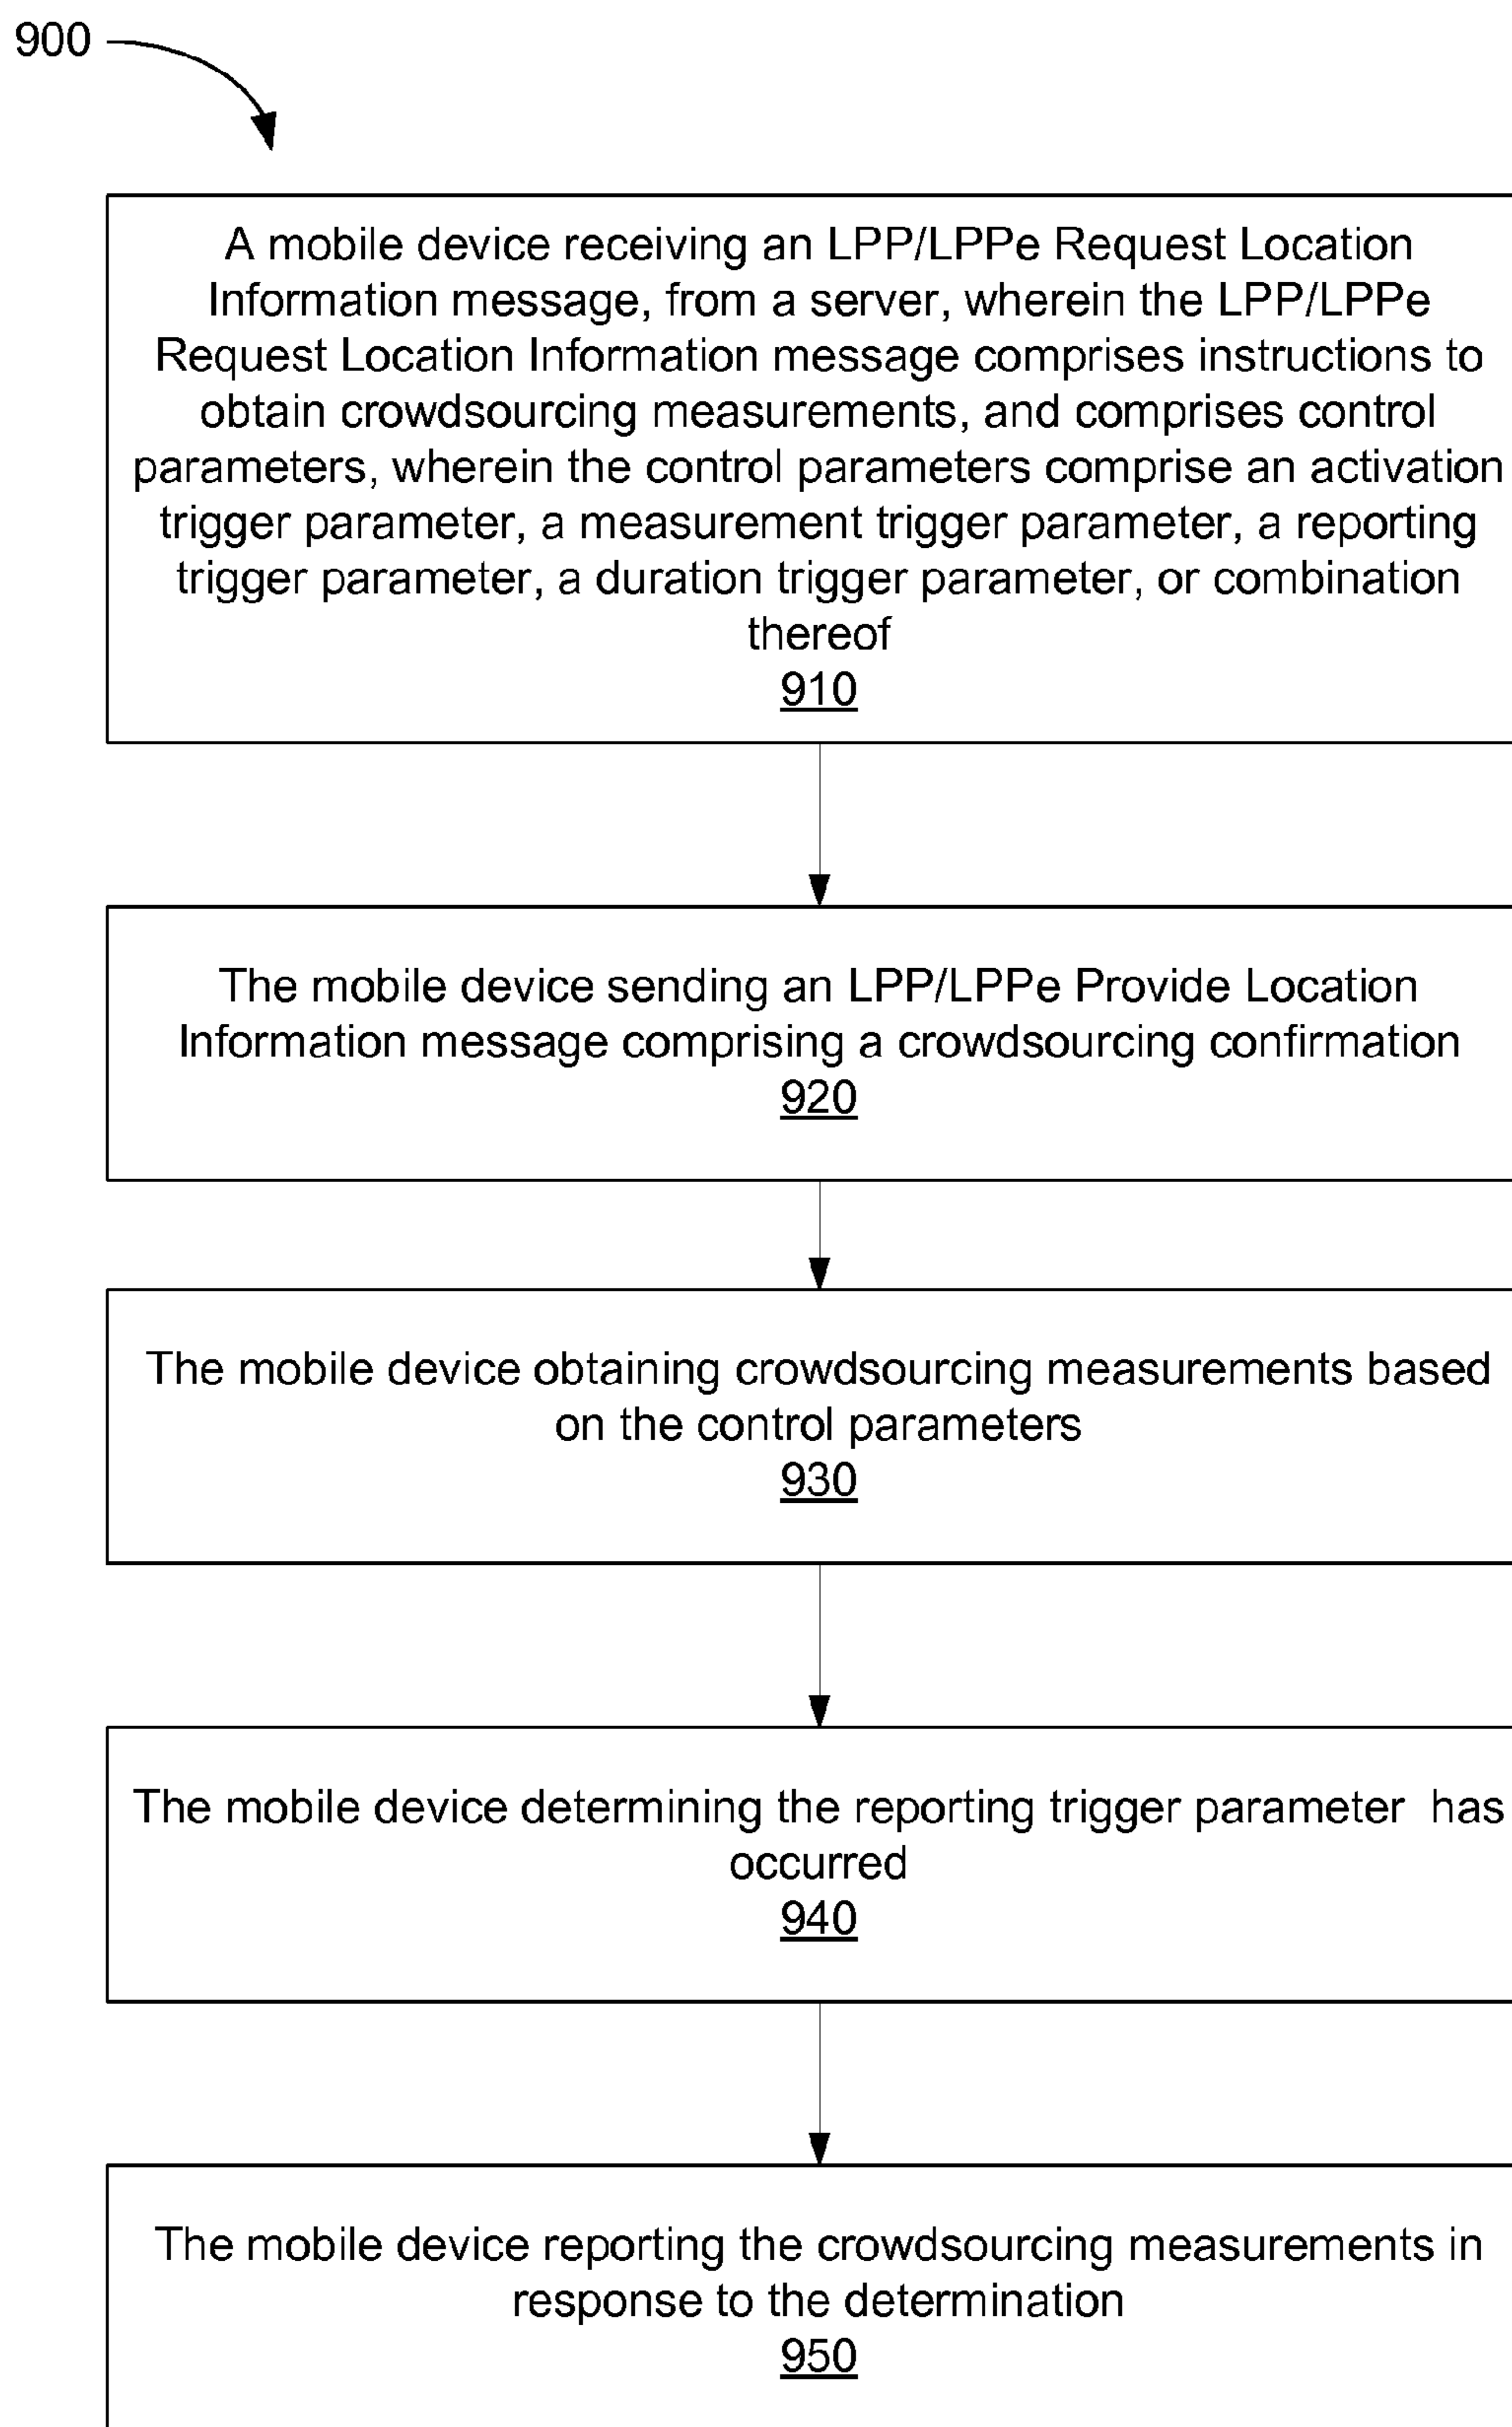 900
A mobile device receiving an LPP/LPPe Request Location
Information message, from a server, wherein the LPP/LPPe
Request Location Information message comprises instructions to
obtain crowdsourcing measurements, and comprises control
parameters, wherein the control parameters comprise an activation
trigger parameter, a measurement trigger parameter, a reporting
trigger parameter, a duration trigger parameter, or combination
thereof
910
The mobile device sending an LPP/LPPe Provide Location
Information message comprising a crowdsourcing confirmation
920
The mobile device obtaining crowdsourcing measurements based
on the control parameters
930
The mobile device determining the reporting trigger parameter  has
occurred
940
The mobile device reporting the crowdsourcing measurements in
response to the determination
950